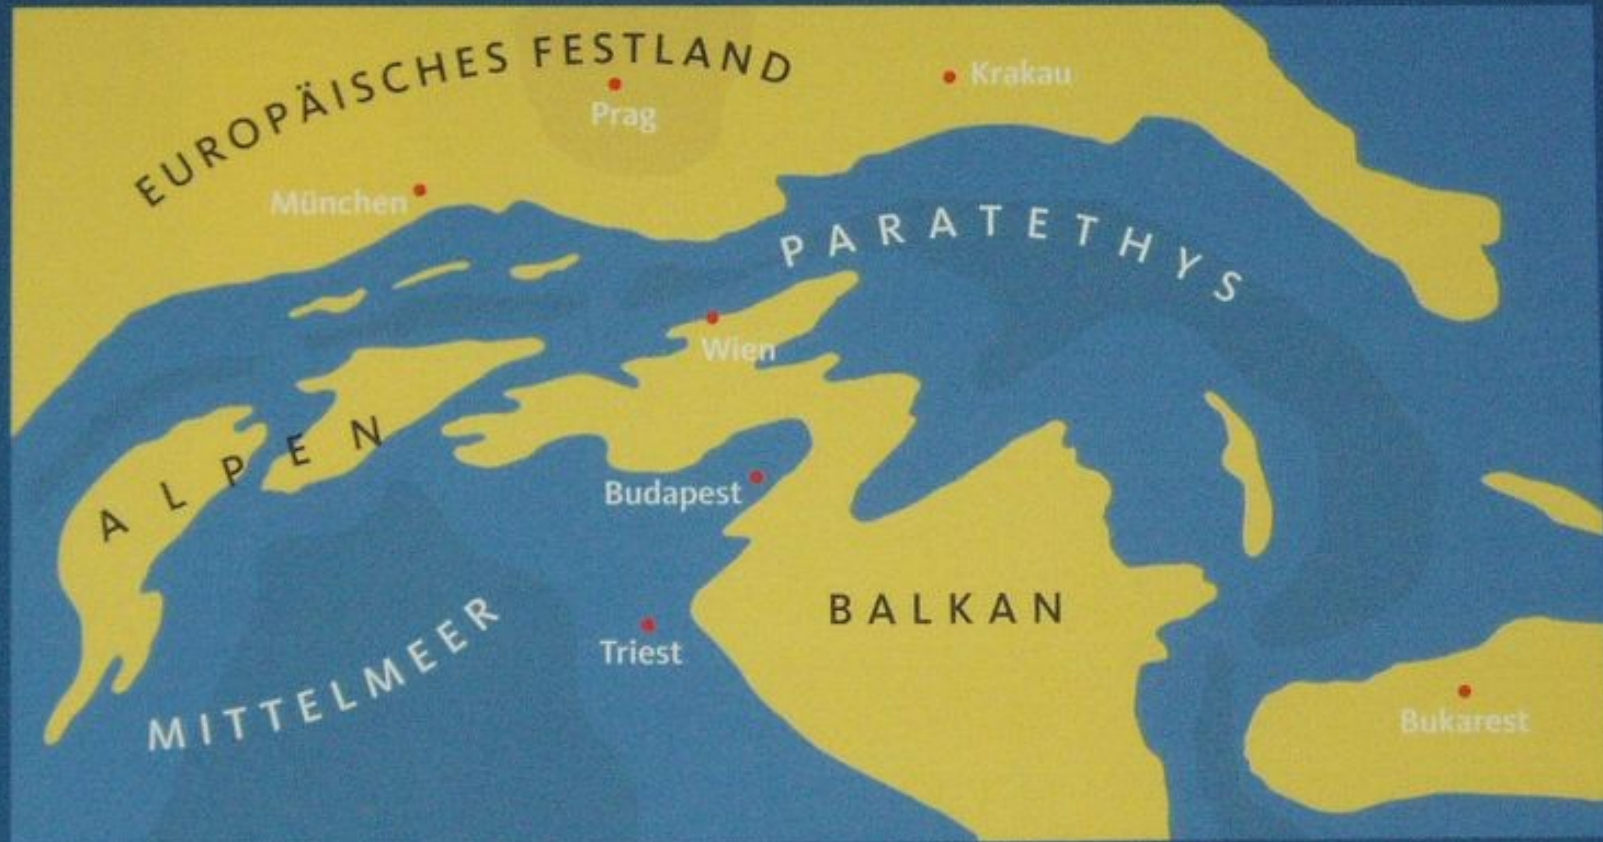 EUROPÄISCHES FESTLAND
Krakau
Prag
München
PARATETHYS
Wien
ALPEN
Budapest
BALKAN
Triest
MITTELMEER
Bukarest